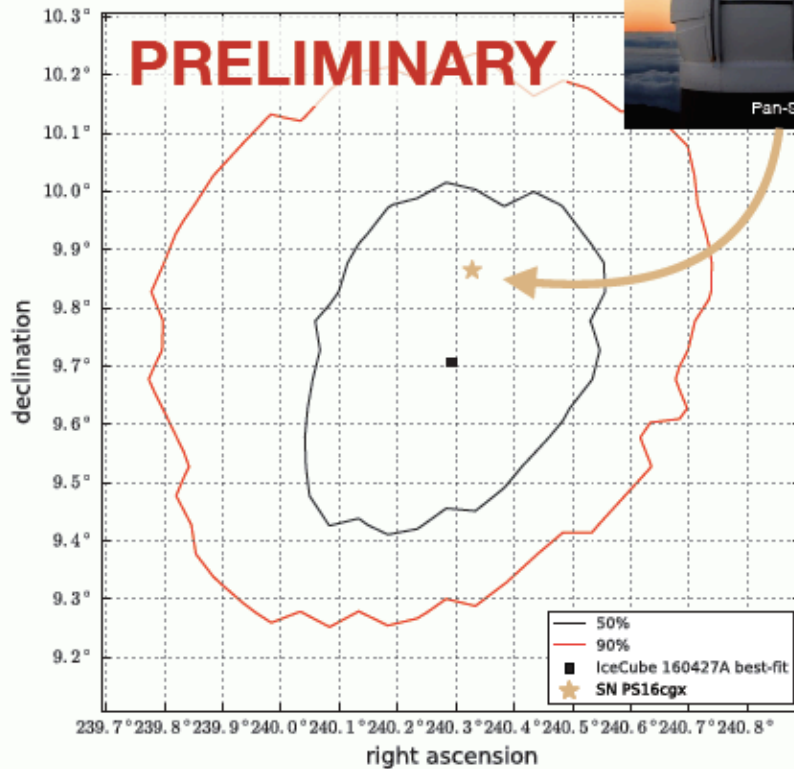 PRELIMINARY
10.3°
10.2°
10.1°
10.0°
9.9°
9.8°
9.7°
9.6°
9.5°
9.4°
9.3°
9.2°
declination
239.7° 239.8° 239.9° 240.0° 240.1° 240.2° 240.3° 240.4° 240.5° 240.6° 240.7° 240.8°
right ascension
50%
90%
IceCube 160427A best-fit
SN PS16cgx